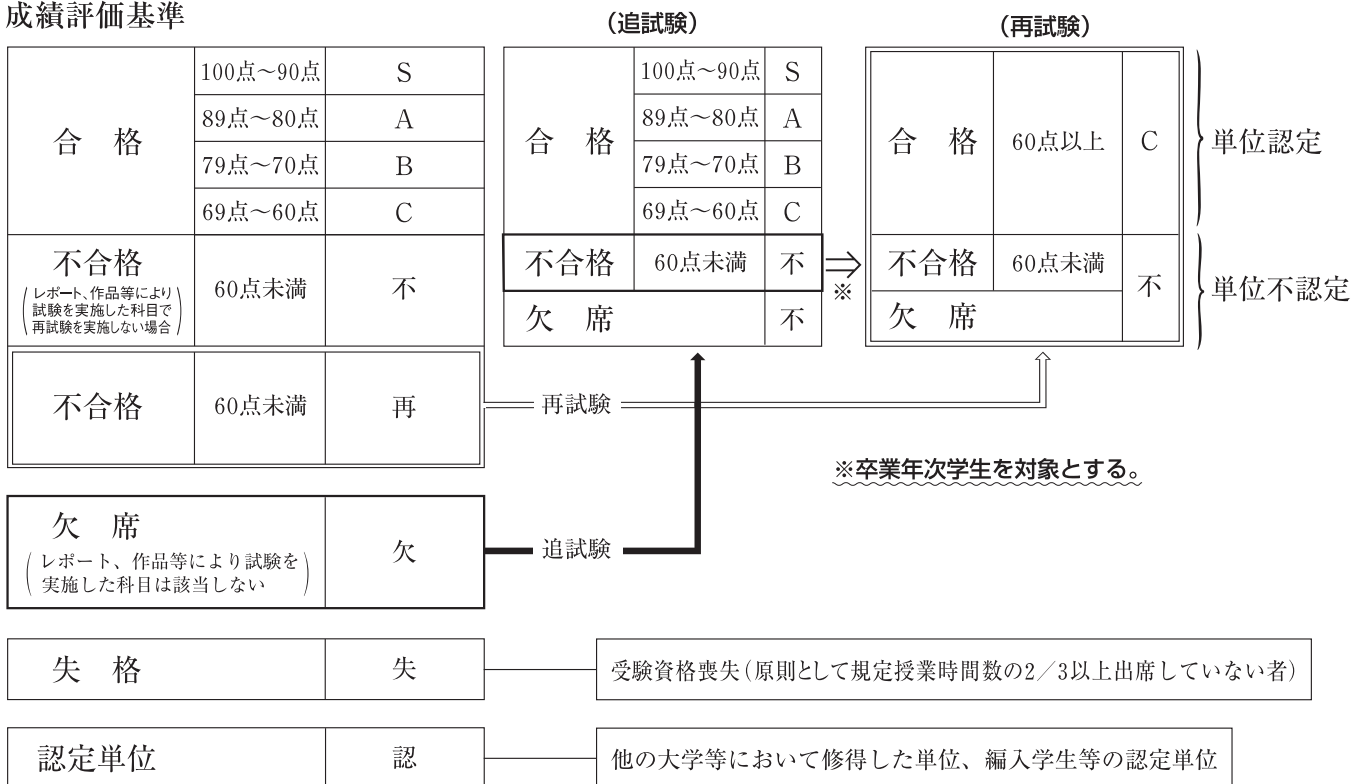 成績評価基準
(追試験)
(再試験)
合 格
100点〜90点 S
89点〜80点 A
79点〜70点 B
69点〜60点 C
不合格
(レポート、作品等により
試験を実施した科目で
再試験を実施しない場合)
60点未満 不
不合格 60点未満 再
合 格
100点〜90点 S
89点〜80点 A
79点〜70点 B
69点〜60点 C
不合格 60点未満 不
欠 席 不
※
合 格 60点以上 C
不合格 60点未満
欠 席
不
単位認定
単位不認定
再試験
※卒業年次学生を対象とする。
欠 席
(レポート、作品等により試験を
実施した科目は該当しない)
欠
追試験
失 格 失
受験資格喪失(原則として規定授業時間数の2/3以上出席していない者)
認定単位 認
他の大学等において修得した単位、編入学生等の認定単位